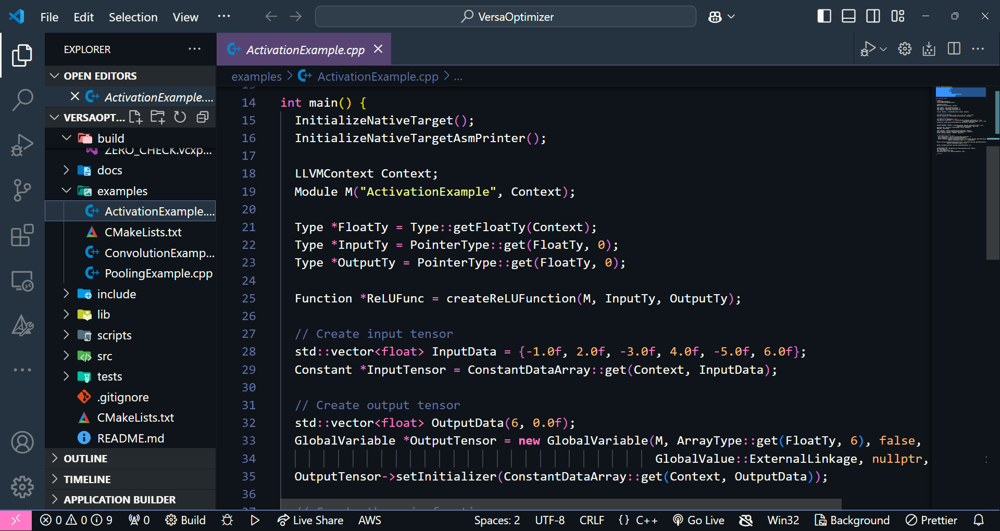 File Edit Selection View ··· VersaOptimizer
EXPLORER ···
OPEN EDITORS
ActivationExample....
VERSAOPT...
build
ZERO_CHECK.vcxp...
docs
examples
ActivationExample....
CMakeLists.txt
ConvolutionExamp...
PoolingExample.cpp
include
lib
scripts
src
tests
.gitignore
CMakeLists.txt
README.md
OUTLINE
TIMELINE
APPLICATION BUILDER
ActivationExample.cpp
examples > ActivationExample.cpp > ...
14 int main() {
15 InitializeNativeTarget();
16 InitializeNativeTargetAsmPrinter();
17
18 LLVMContext Context;
19 Module M("ActivationExample", Context);
20
21 Type *FloatTy = Type::getFloatTy(Context);
22 Type *InputTy = PointerType::get(FloatTy, 0);
23 Type *OutputTy = PointerType::get(FloatTy, 0);
24
25 Function *ReLUFunc = createReLUFunction(M, InputTy, OutputTy);
26
27 // Create input tensor
28 std::vector<float> InputData = {-1.0f, 2.0f, -3.0f, 4.0f, -5.0f, 6.0f};
29 Constant *InputTensor = ConstantDataArray::get(Context, InputData);
30
31 // Create output tensor
32 std::vector<float> OutputData(6, 0.0f);
33 GlobalVariable *OutputTensor = new GlobalVariable(M, ArrayType::get(FloatTy, 6), false,
34 GlobalValue::ExternalLinkage, nullptr,
35 OutputTensor->setInitializer(ConstantDataArray::get(Context, OutputData));
36
0 0 9 0 Build Live Share AWS Spaces: 2 UTF-8 CRLF {} C++ Go Live Win32 Background Prettier